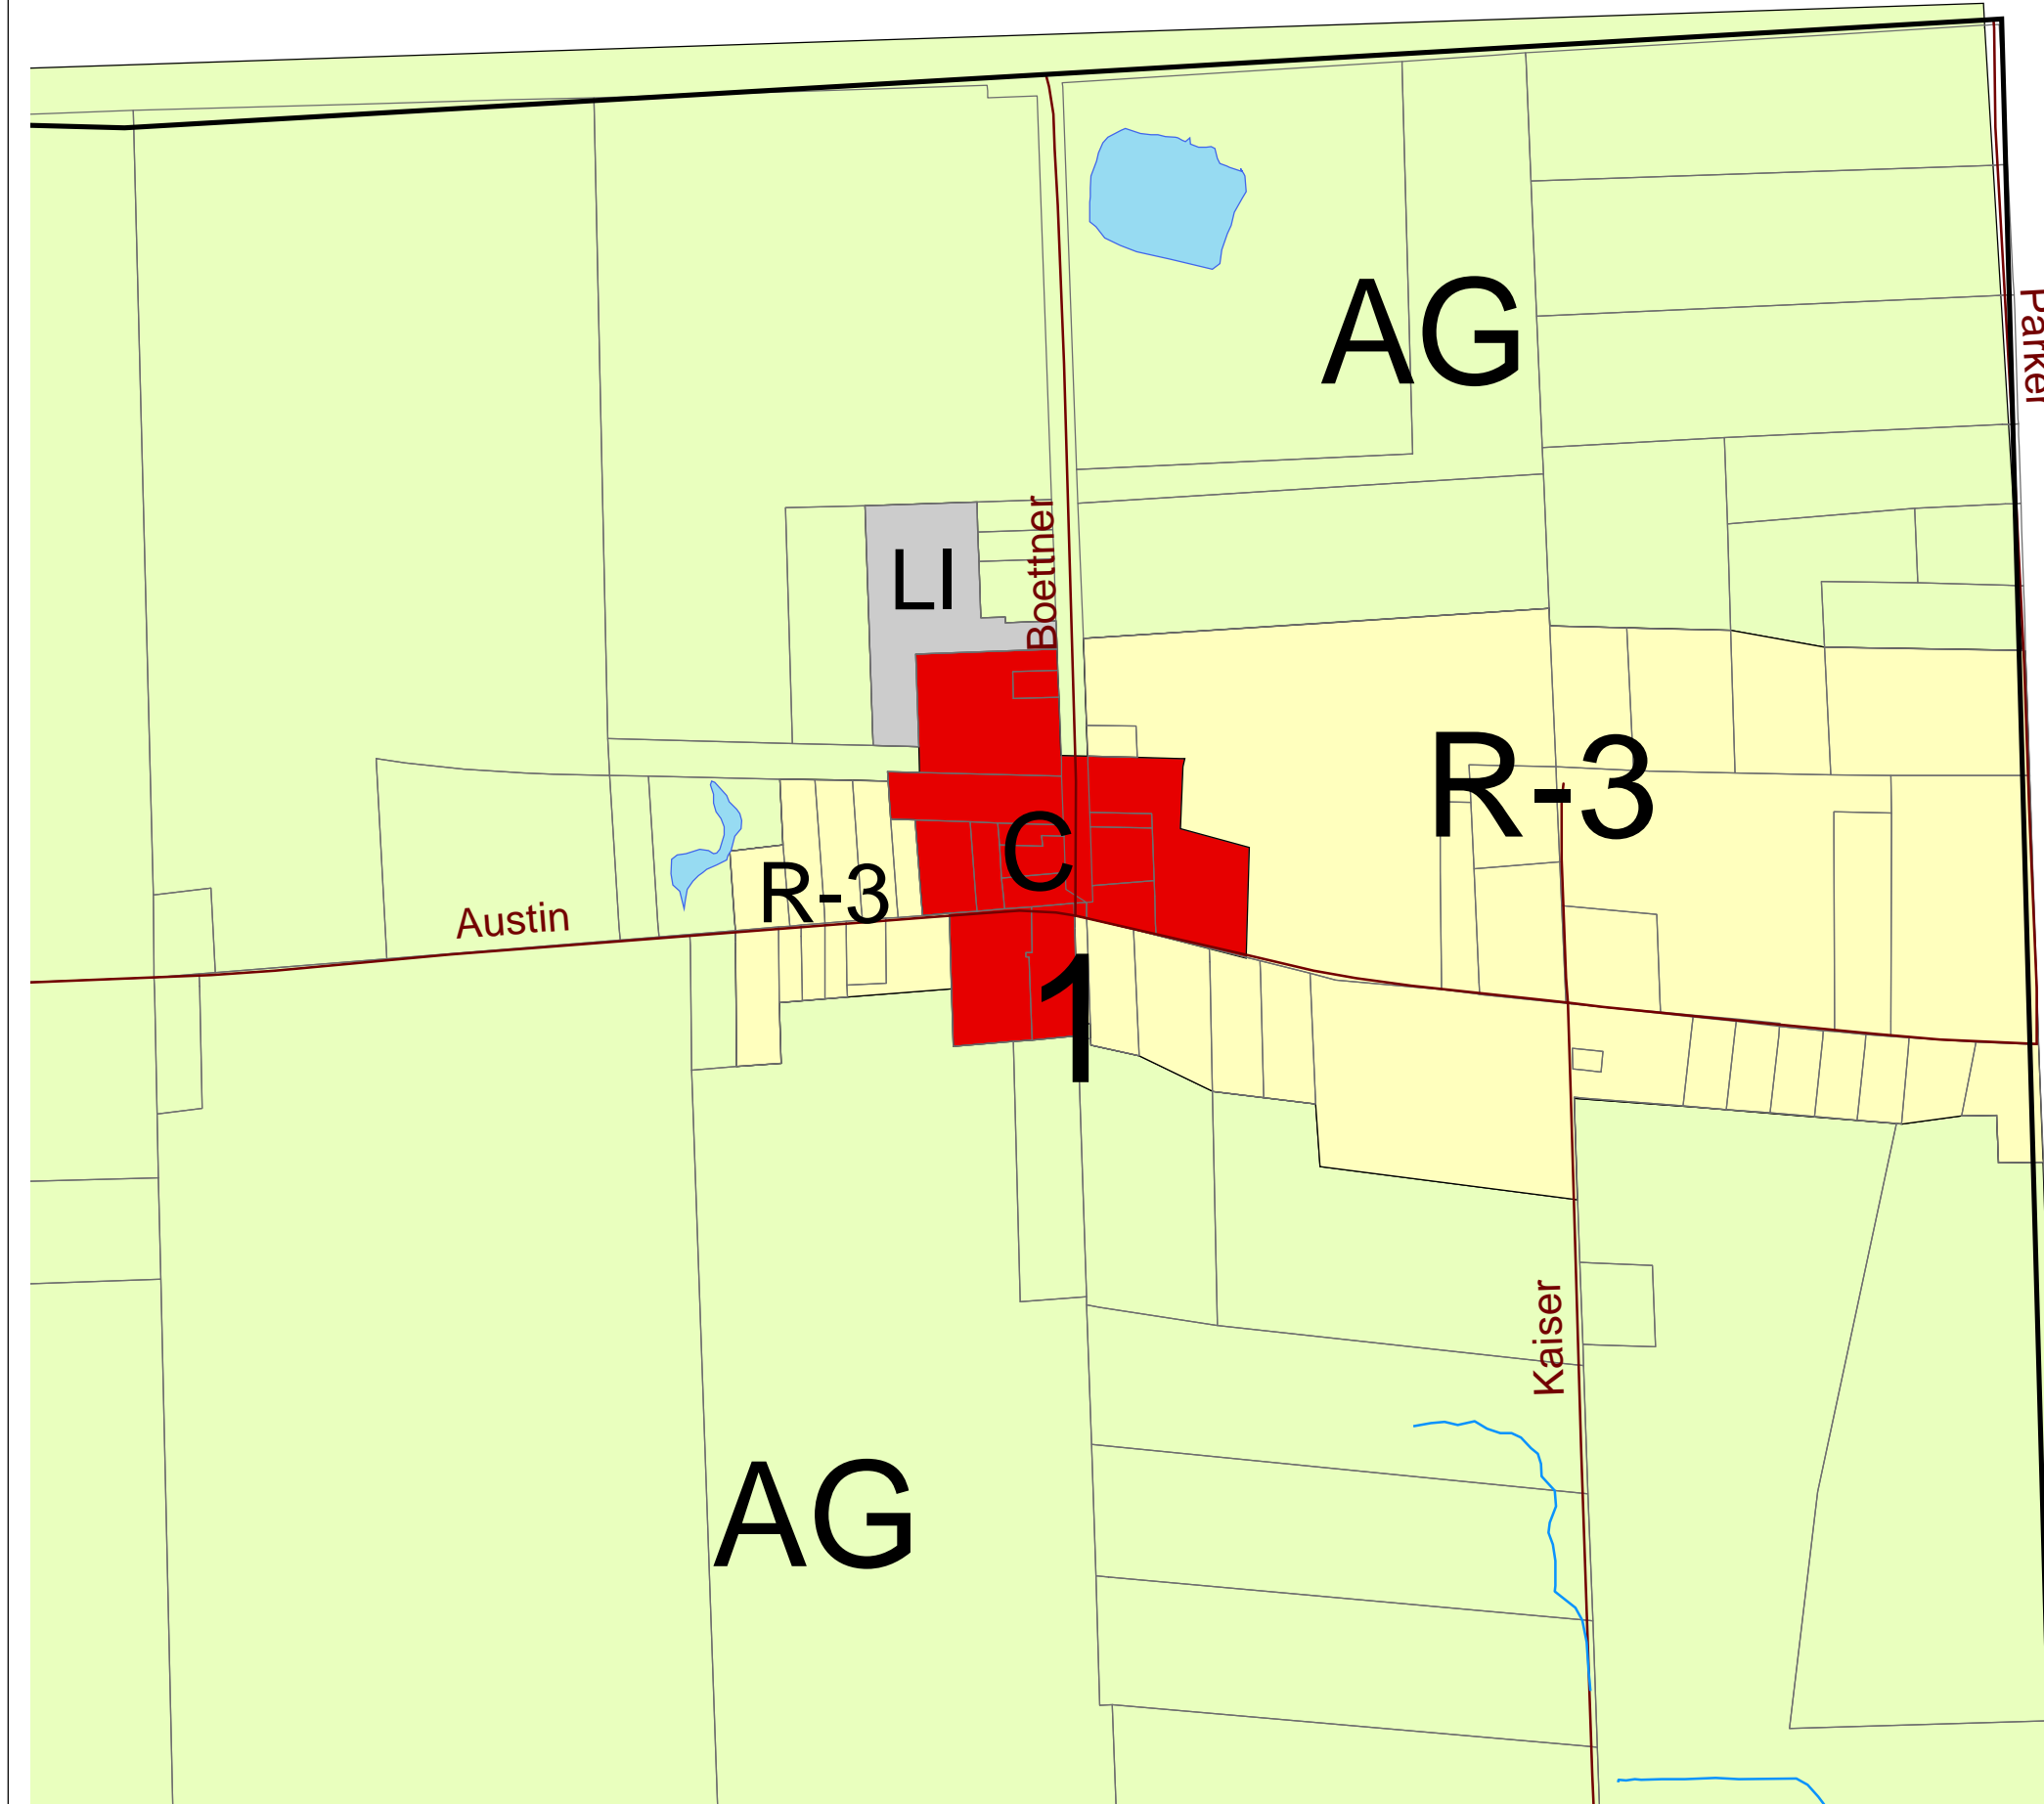 AG
Parker
Boettner
LI
R-3
C
R-3
Austin
1
Kaiser
AG